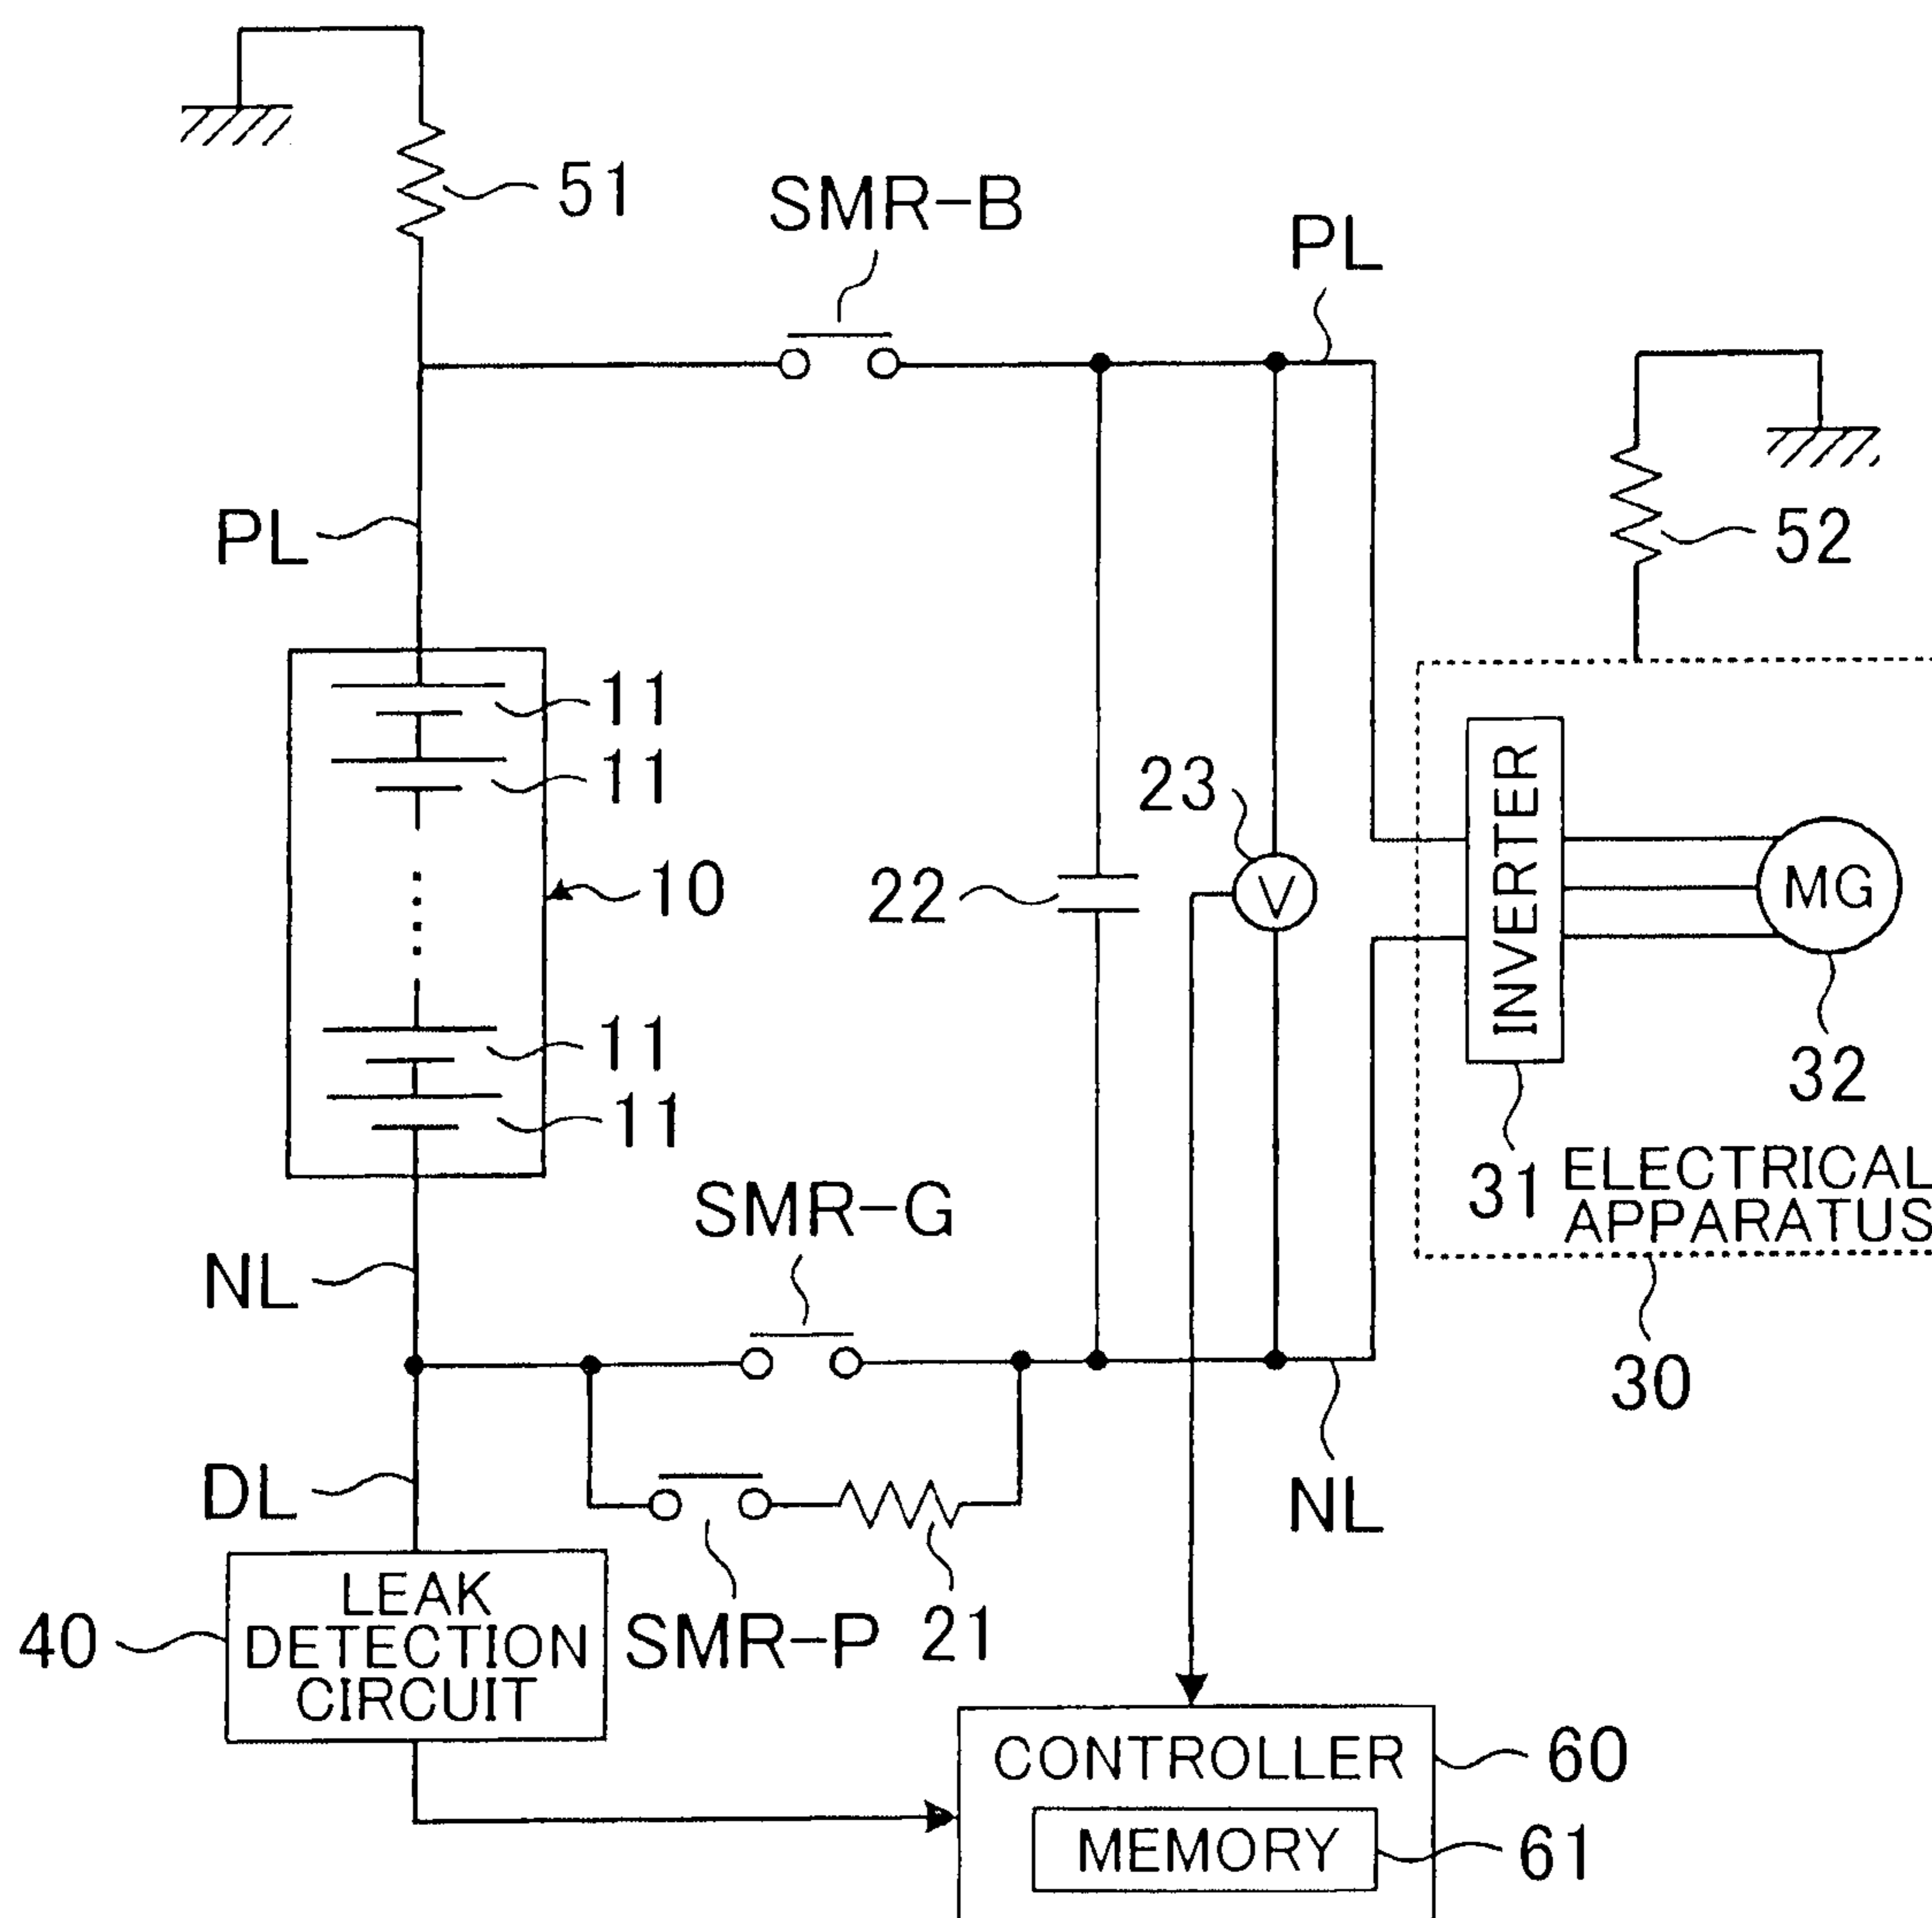 51
SMR-B
PL
52
PL
11
11
23
10
22
V
INVERTER
MG
11
32
11
31
ELECTRICAL
APPARATUS
SMR-G
NL
30
DL
NL
LEAK
DETECTION
CIRCUIT
40
SMR-P
21
CONTROLLER
60
MEMORY
61